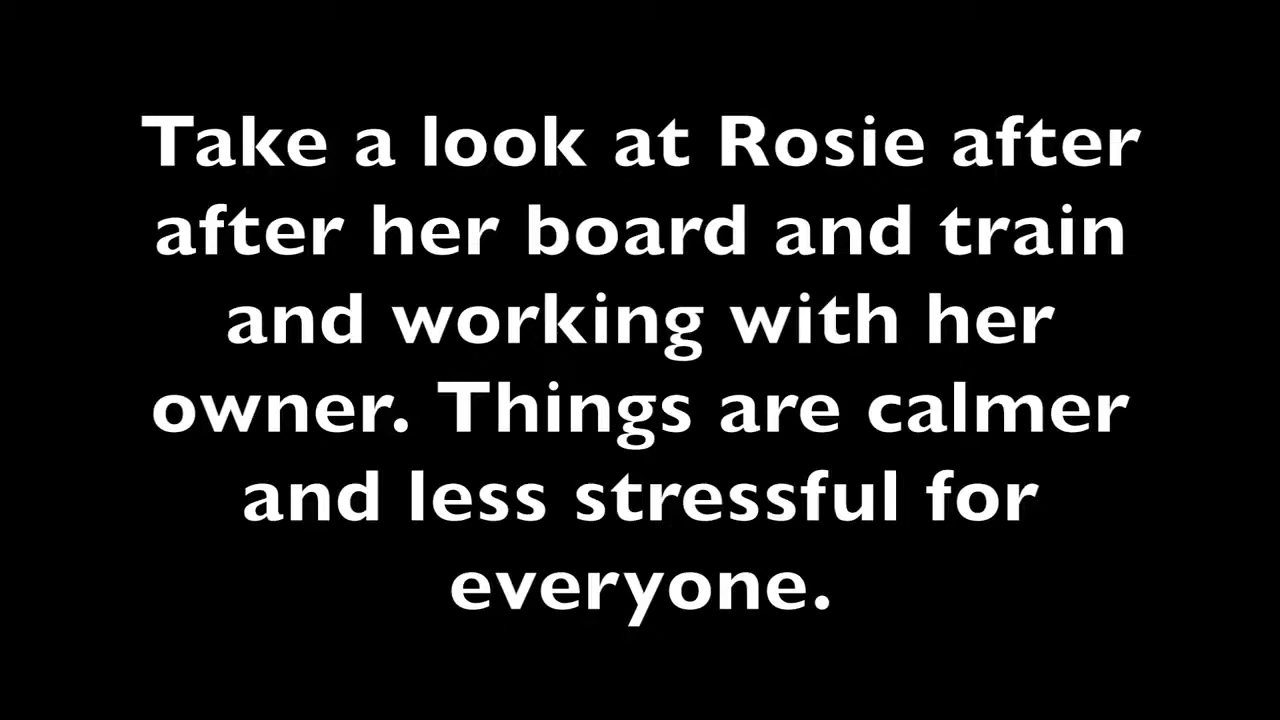 Take a look at Rosie after
after her board and train
and working with her
owner. Things are calmer
and less stressful for
everyone.